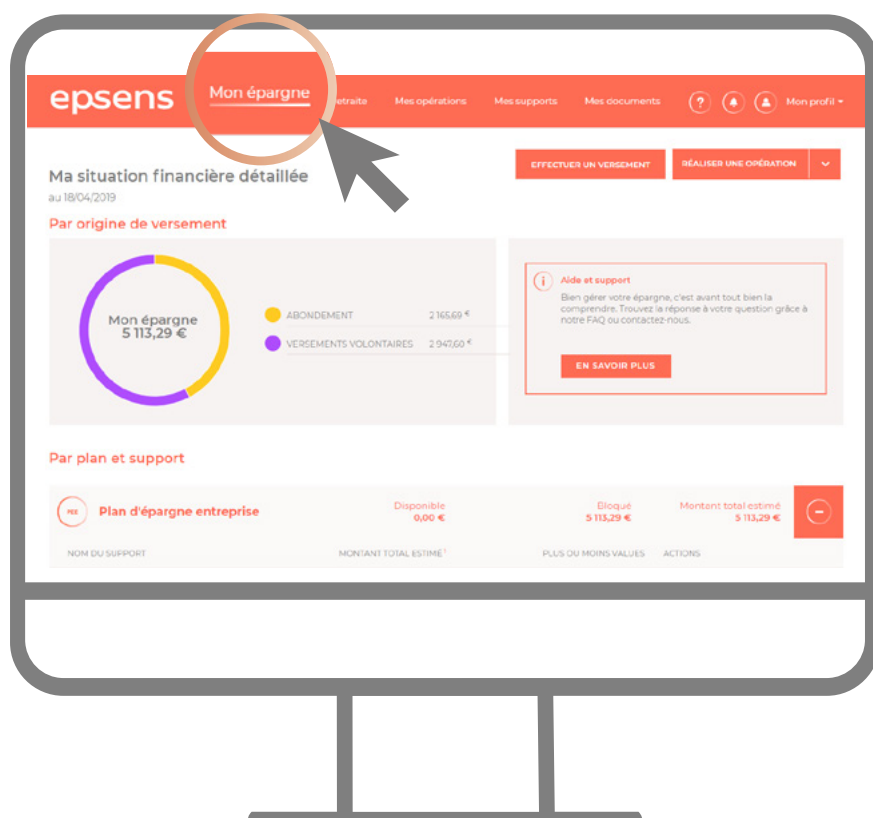 epsens
Mon épargne
etraite
Mes opérations
Mes supports
Mes documents
?
Mon profil
Ma situation financière détaillée
au 18/04/2019
EFFECTUER UN VERSEMENT
RÉALISER UNE OPÉRATION
Par origine de versement
Mon épargne
5 113,29 €
ABONDEMENT 2 165,69 €
VERSEMENTS VOLONTAIRES 2 947,60 €
i
Aide et support
Bien gérer votre épargne, c'est avant tout bien la
comprendre. Trouvez la réponse à votre question grâce à
notre FAQ ou contactez-nous.
EN SAVOIR PLUS
Par plan et support
PEE
Plan d'épargne entreprise
Disponible
0,00 €
Bloqué
5 113,29 €
Montant total estimé
5 113,29 €
NOM DU SUPPORT
MONTANT TOTAL ESTIMÉ¹
PLUS OU MOINS VALUES
ACTIONS